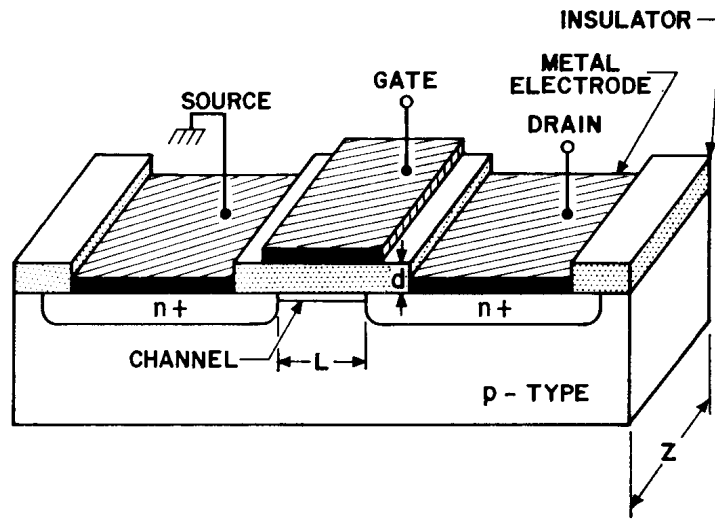 INSULATOR
METAL
ELECTRODE
GATE
SOURCE
DRAIN
d
n+
n+
CHANNEL
L
p - TYPE
Z